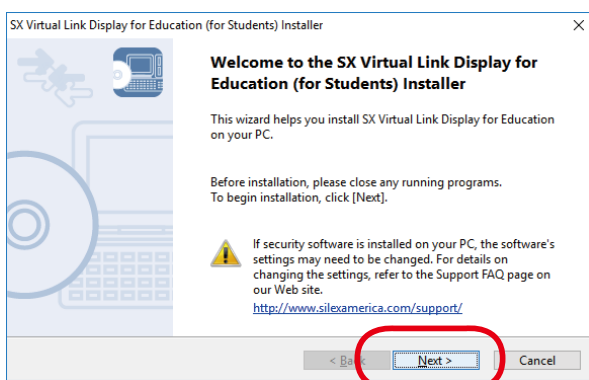 SX Virtual Link Display for Education (for Students) Installer
Welcome to the SX Virtual Link Display for
Education (for Students) Installer
This wizard helps you install SX Virtual Link Display for Education
on your PC.
Before installation, please close any running programs.
To begin installation, click [Next].
If security software is installed on your PC, the software's
settings may need to be changed. For details on
changing the settings, refer to the Support FAQ page on
our Web site.
http://www.silexamerica.com/support/
< Back Next > Cancel